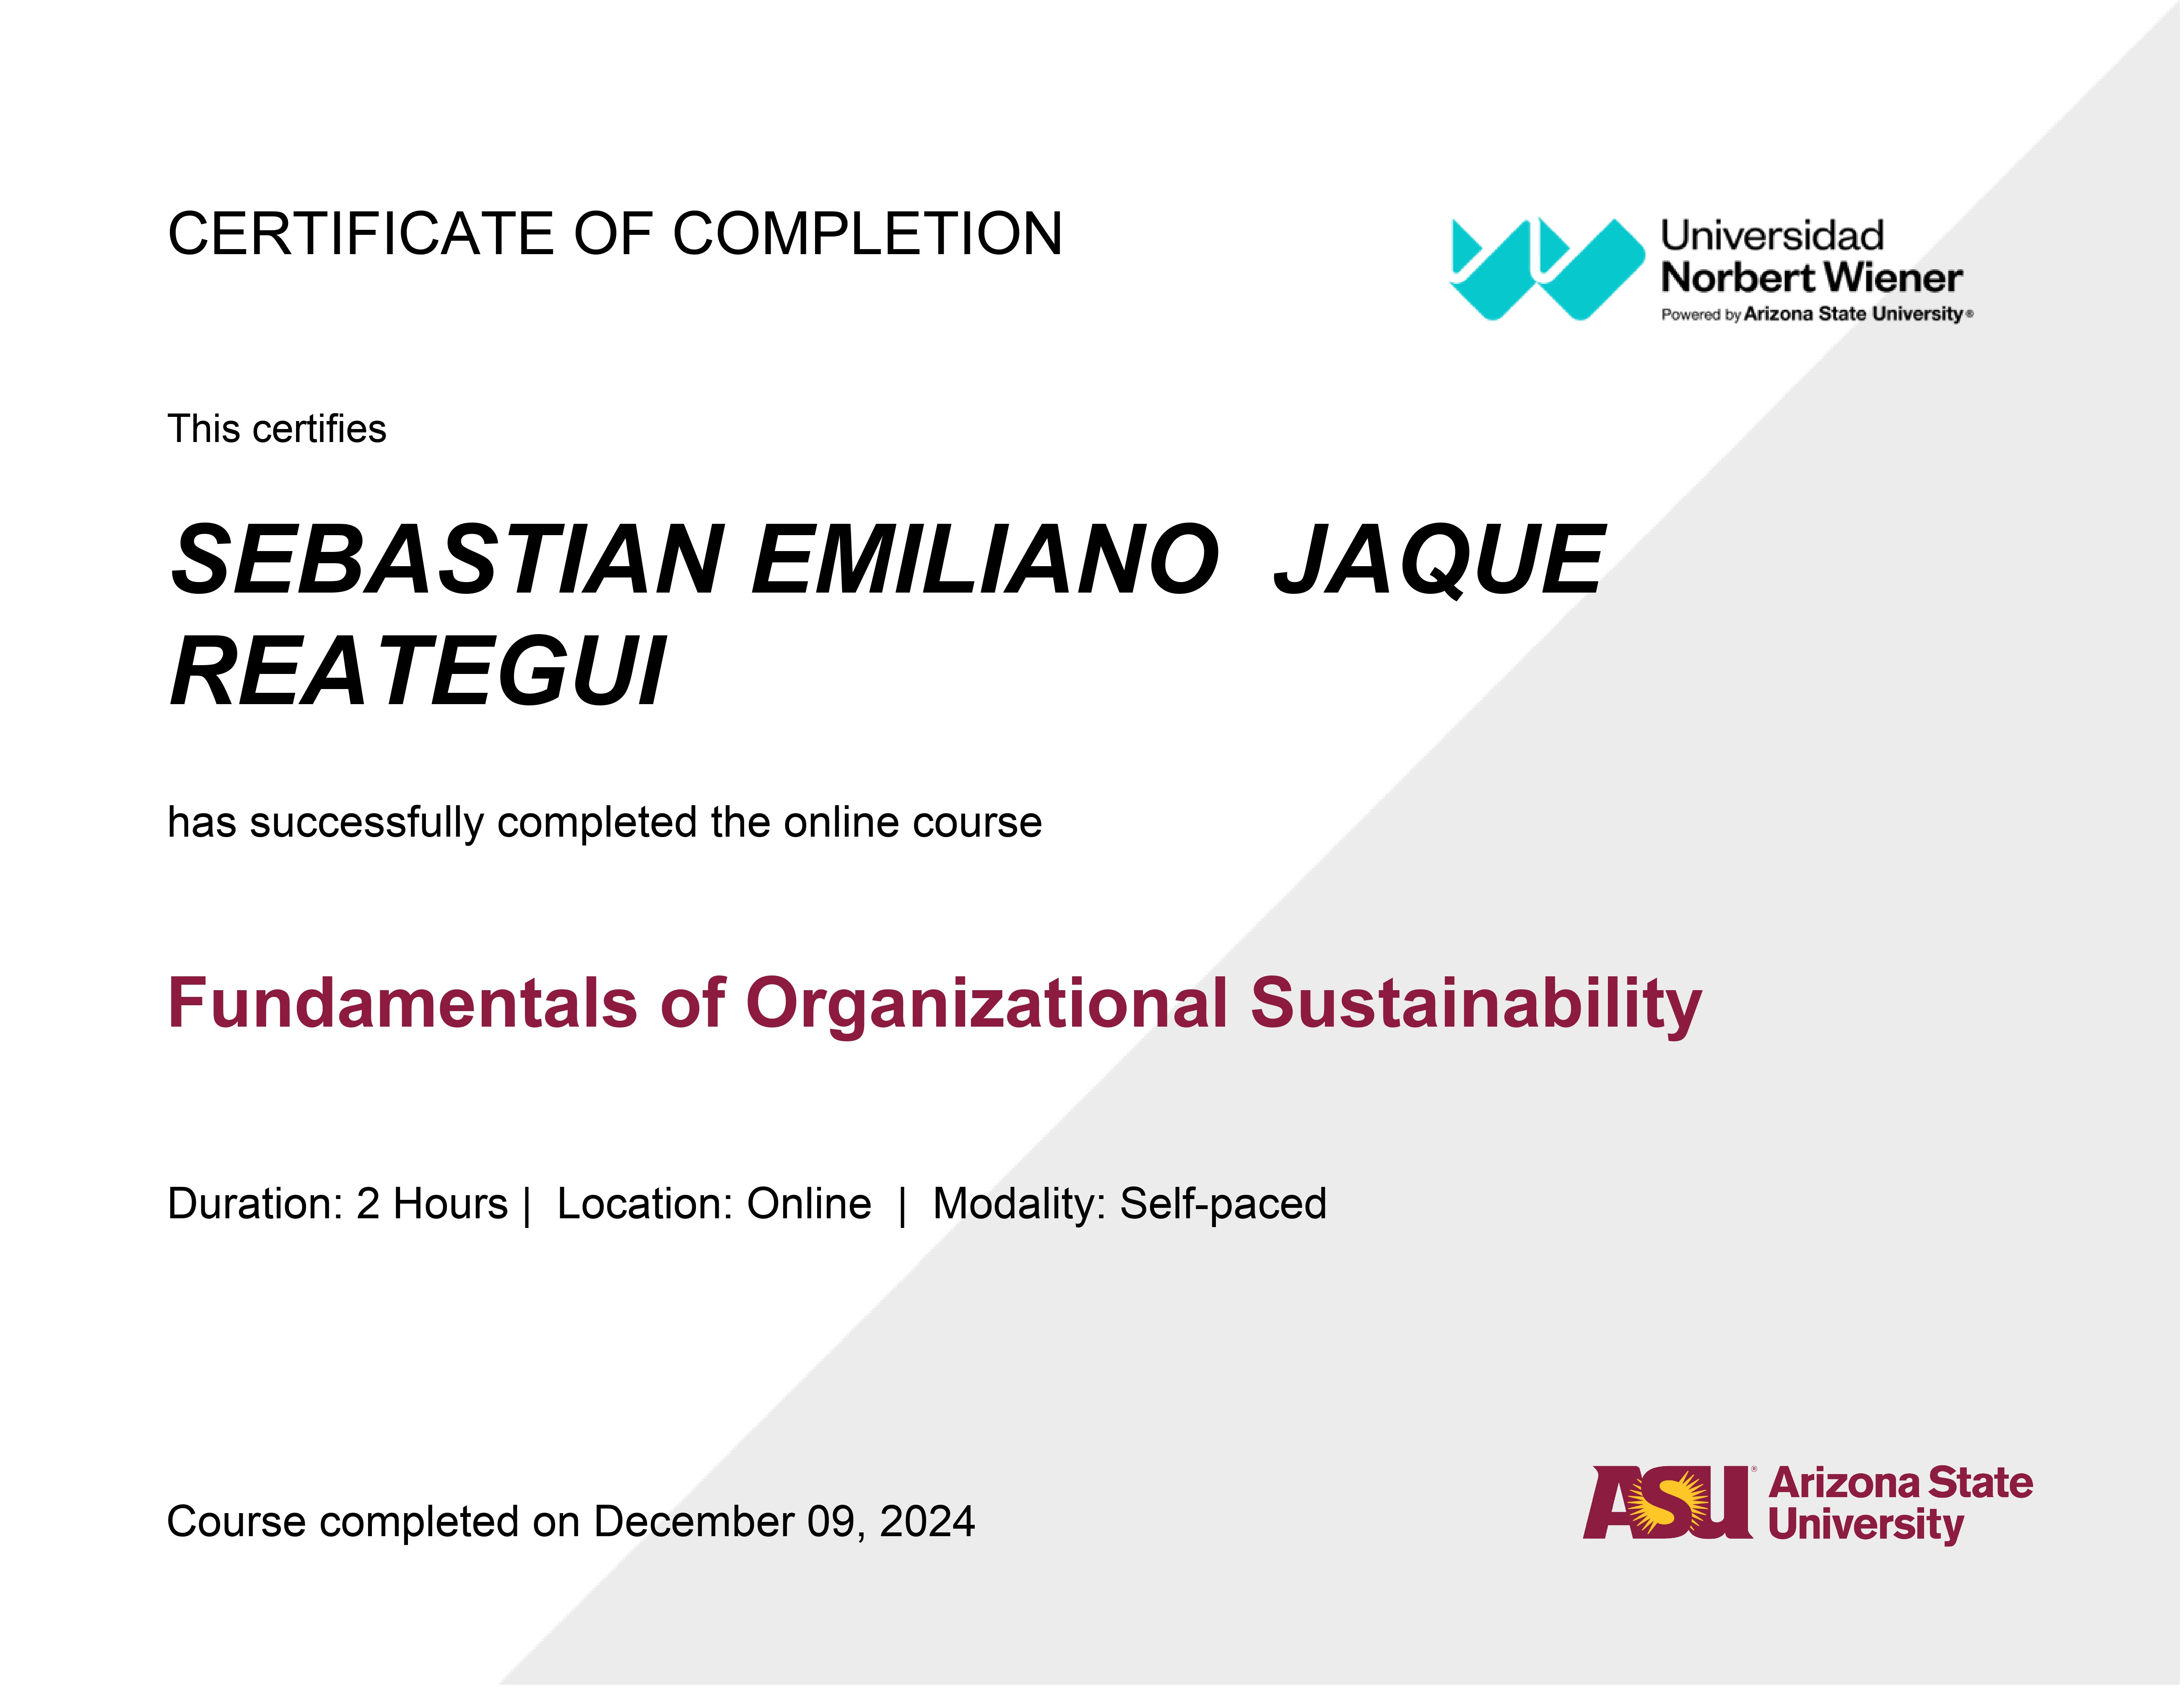 CERTIFICATE OF COMPLETION
Universidad
Norbert Wiener
Powered by Arizona State University®
This certifies
SEBASTIAN EMILIANO  JAQUE
REATEGUI
has successfully completed the online course
Fundamentals of Organizational Sustainability
Duration: 2 Hours |  Location: Online  |  Modality: Self-paced
Course completed on December 09, 2024
ASU® Arizona State
University